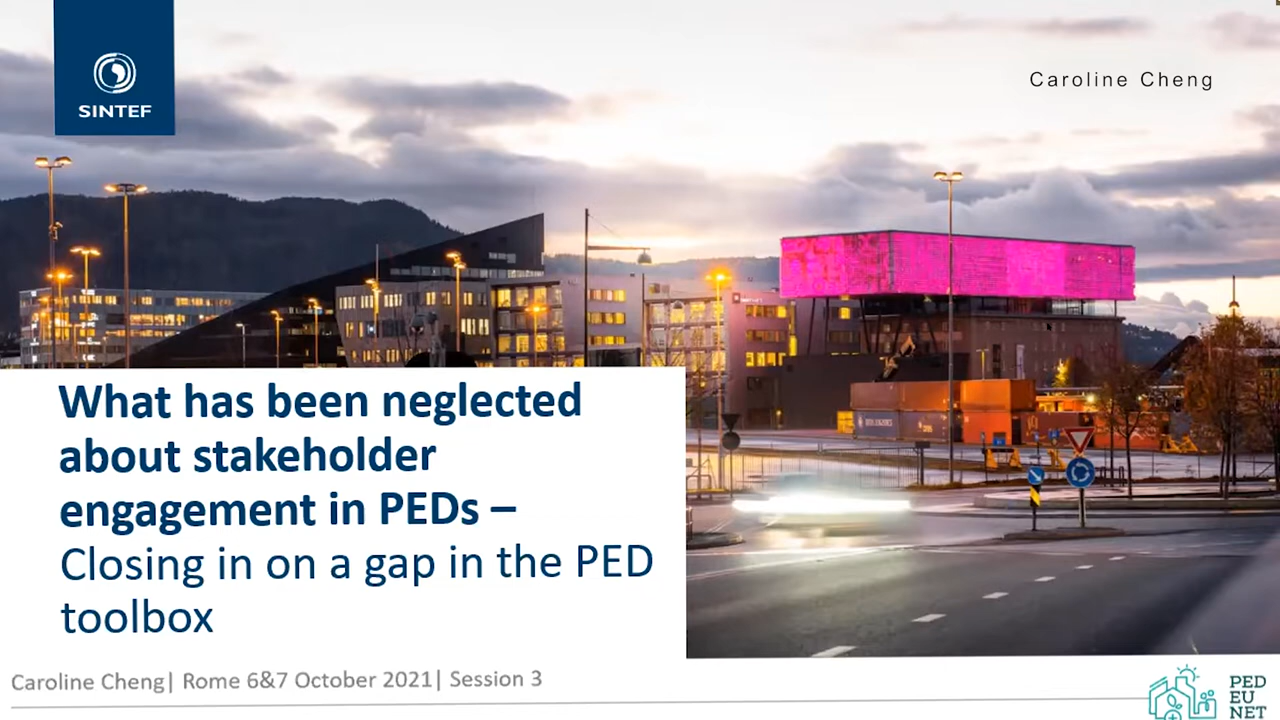 SINTEF
Caroline Cheng
What has been neglected
about stakeholder
engagement in PEDs –
Closing in on a gap in the PED
toolbox
Caroline Cheng| Rome 6&7 October 2021| Session 3
PED
EU
NET